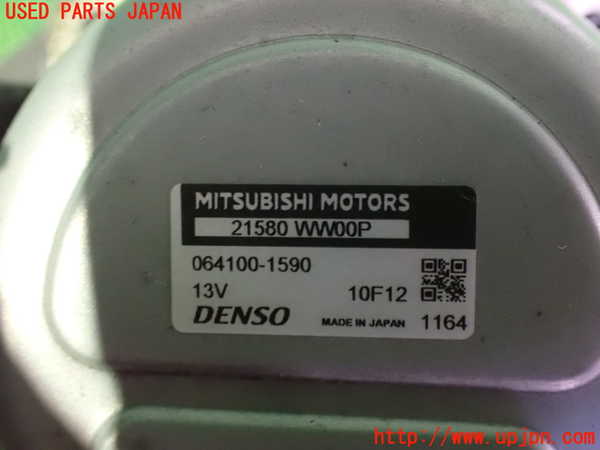 USED PARTS JAPAN
MITSUBISHI MOTORS
21580 WW00P
064100-1590
13V 10F12
DENSO MADE IN JAPAN 1164
(C)U-PARTS
http://www.upjpn.com